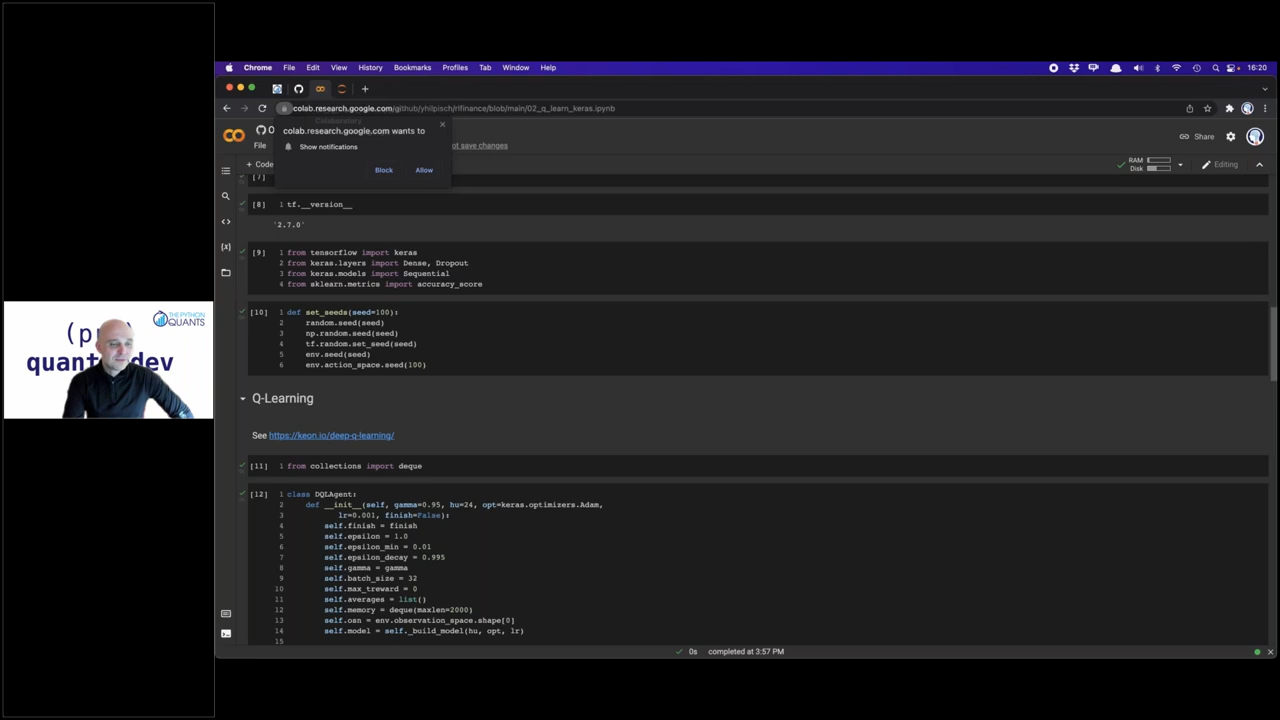 Chrome File Edit View History Bookmarks Profiles Tab Window Help 16:20
colab.research.google.com/github/yhilpisch/rlfinance/blob/main/02_q_learn_keras.ipynb
colab.research.google.com wants to
Show notifications
Block Allow
File
not save changes
Share
+ Code
RAM
Disk
Editing
[7]
[8] 1 tf.__version__
'2.7.0'
[9] 1 from tensorflow import keras
2 from keras.layers import Dense, Dropout
3 from keras.models import Sequential
4 from sklearn.metrics import accuracy_score
[10] 1 def set_seeds(seed=100):
2 random.seed(seed)
3 np.random.seed(seed)
4 tf.random.set_seed(seed)
5 env.seed(seed)
6 env.action_space.seed(100)
Q-Learning
See https://keon.io/deep-q-learning/
[11] 1 from collections import deque
[12] 1 class DQLAgent:
2 def __init__(self, gamma=0.95, hu=24, opt=keras.optimizers.Adam,
3 lr=0.001, finish=False):
4 self.finish = finish
5 self.epsilon = 1.0
6 self.epsilon_min = 0.01
7 self.epsilon_decay = 0.995
8 self.gamma = gamma
9 self.batch_size = 32
10 self.max_treward = 0
11 self.averages = list()
12 self.memory = deque(maxlen=2000)
13 self.osn = env.observation_space.shape[0]
14 self.model = self._build_model(hu, opt, lr)
15
0s completed at 3:57 PM
THE PYTHON
QUANTS